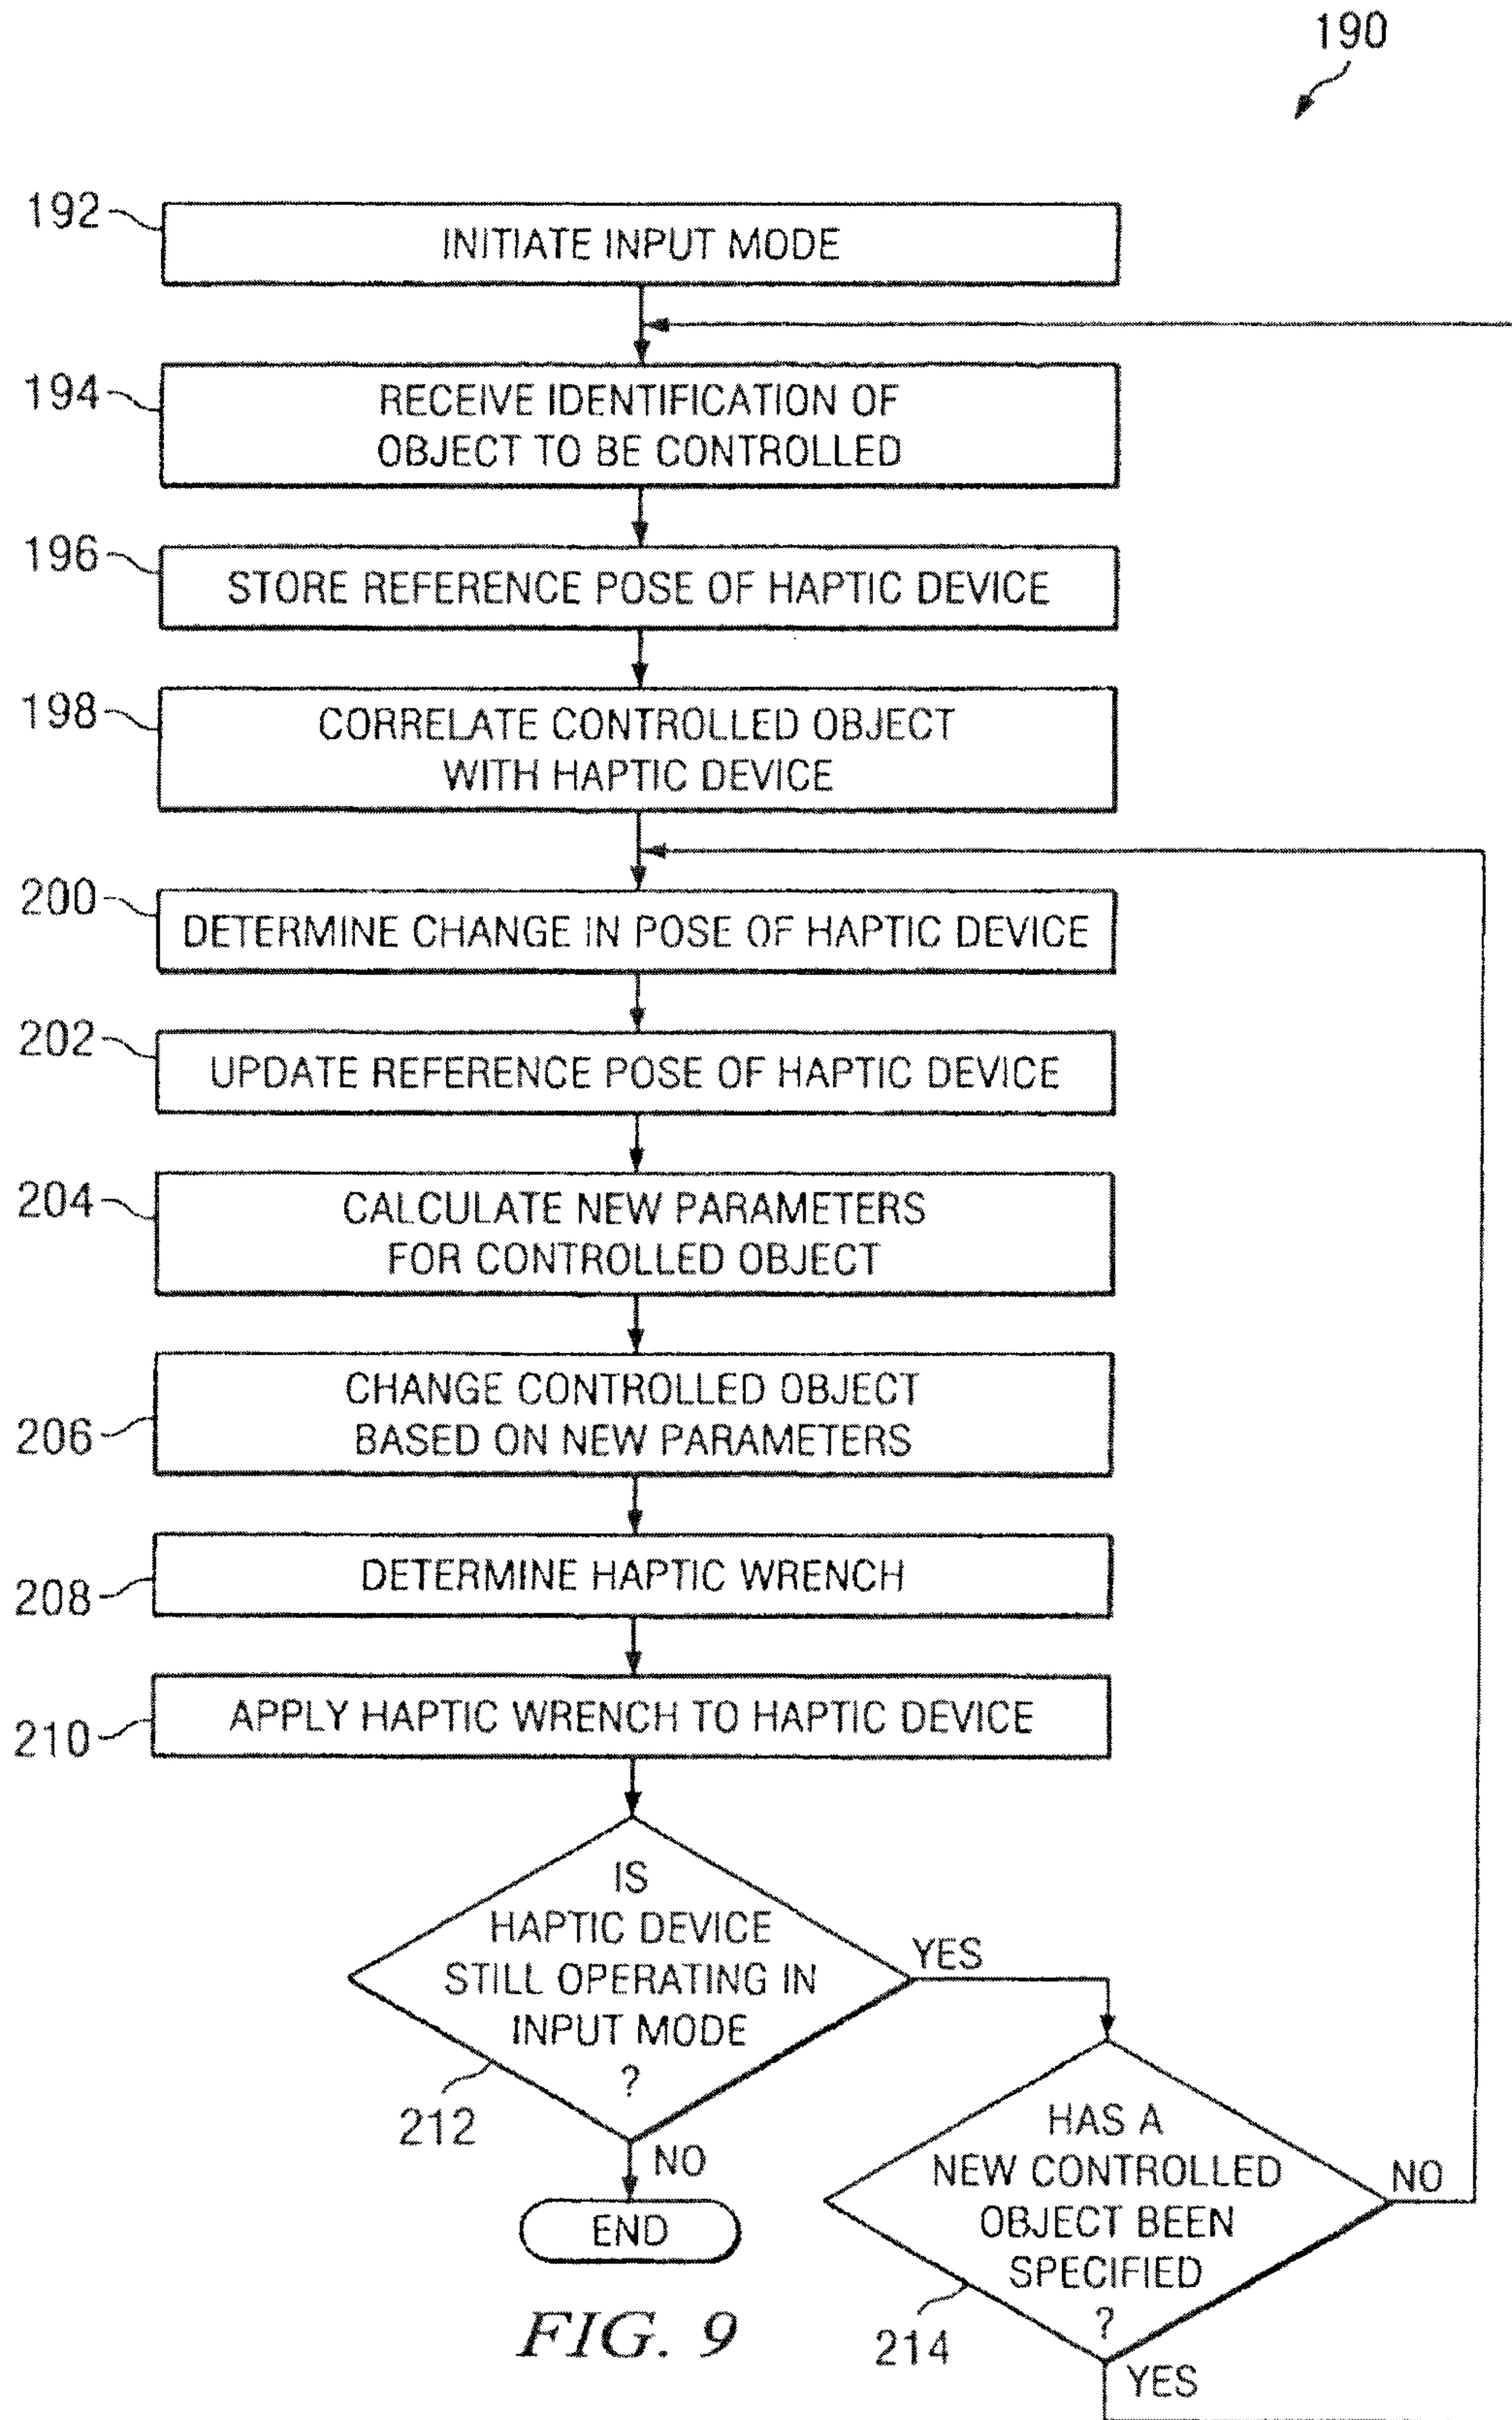 190
192
INITIATE INPUT MODE
194
RECEIVE IDENTIFICATION OF
OBJECT TO BE CONTROLLED
196
STORE REFERENCE POSE OF HAPTIC DEVICE
198
CORRELATE CONTROLLED OBJECT
WITH HAPTIC DEVICE
200
DETERMINE CHANGE IN POSE OF HAPTIC DEVICE
202
UPDATE REFERENCE POSE OF HAPTIC DEVICE
204
CALCULATE NEW PARAMETERS
FOR CONTROLLED OBJECT
206
CHANGE CONTROLLED OBJECT
BASED ON NEW PARAMETERS
208
DETERMINE HAPTIC WRENCH
210
APPLY HAPTIC WRENCH TO HAPTIC DEVICE
IS
HAPTIC DEVICE
STILL OPERATING IN
INPUT MODE
?
212
YES
NO
END
HAS A
NEW CONTROLLED
OBJECT BEEN
SPECIFIED
?
214
NO
YES
FIG. 9